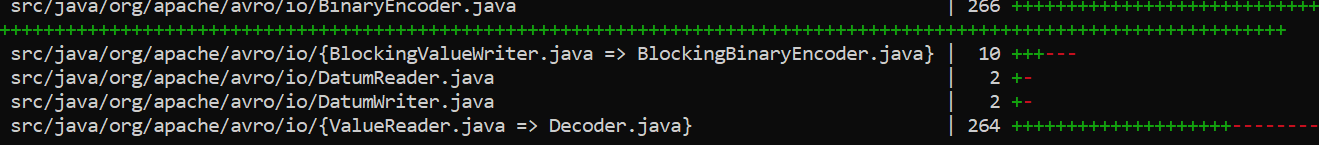 src/java/org/apache/avro/io/BinaryEncoder.java | 266 ++++++++++++++++++++++++++++
+++++++++++++++++++++++++++++++++++++++++++++++++++++++++++++++++++++++++++++++++++++++++++++++++++++++++++++++++++++
src/java/org/apache/avro/io/{BlockingValueWriter.java => BlockingBinaryEncoder.java} | 10 +++---
src/java/org/apache/avro/io/DatumReader.java | 2 +-
src/java/org/apache/avro/io/DatumWriter.java | 2 +-
src/java/org/apache/avro/io/{ValueReader.java => Decoder.java} | 264 ++++++++++++++++++++--------